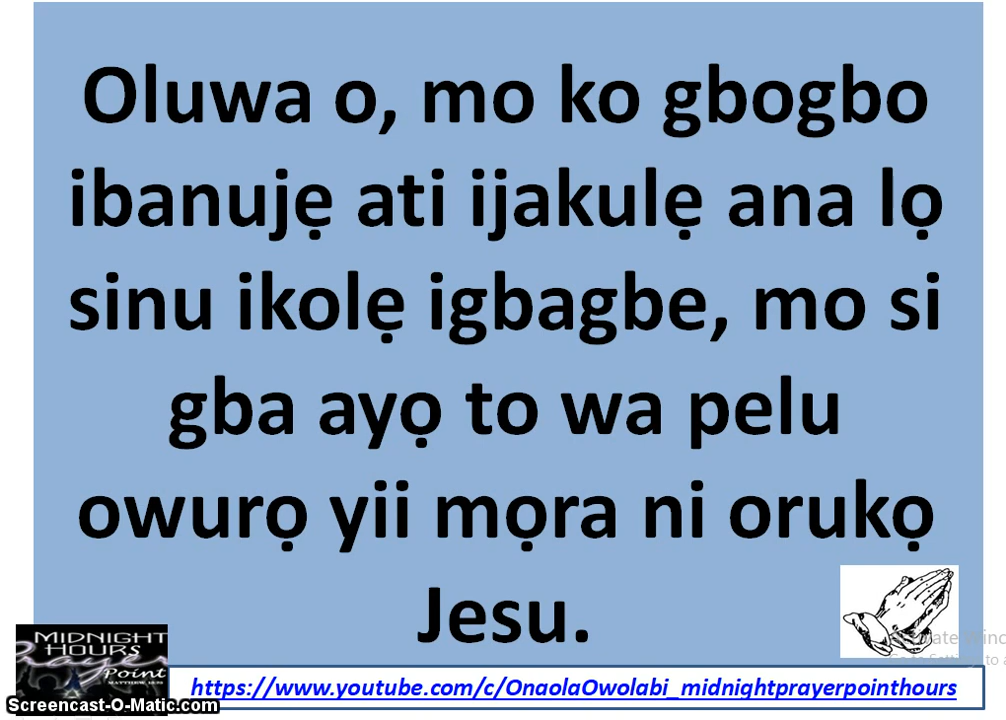 Oluwa o, mo ko gbogbo
ibanujẹ ati ijakulẹ ana lọ
sinu ikolẹ igbagbe, mo si
gba ayọ to wa pelu
owurọ yii mọra ni orukọ
Jesu.
MIDNIGHT
HOURS
Prayer
Point
https://www.youtube.com/c/OnaolaOwolabi_midnightprayerpointhours
Screencast-O-Matic.com